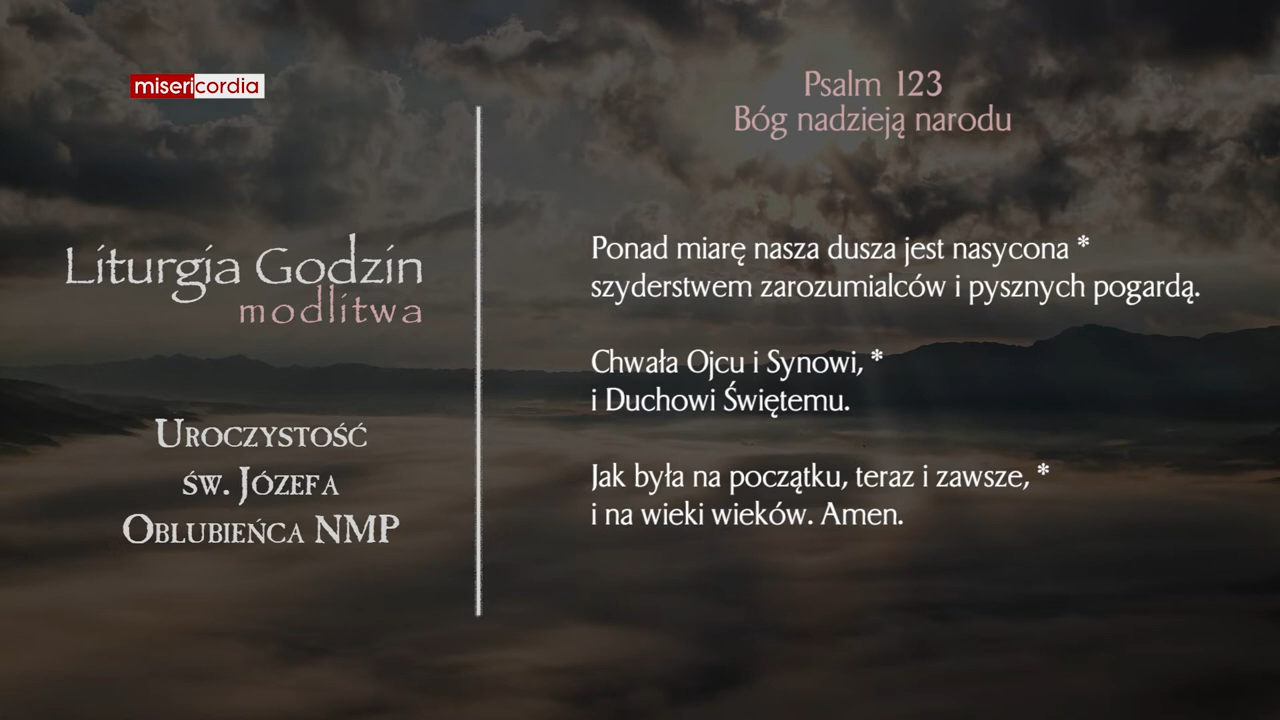 misericordia
Liturgia Godzin
modlitwa
Uroczystość
św. Józefa
Oblubieńca NMP
Psalm 123
Bóg nadzieją narodu
Ponad miarę nasza dusza jest nasycona *
szyderstwem zarozumialców i pysznych pogardą.
Chwała Ojcu i Synowi, *
i Duchowi Świętemu.
Jak była na początku, teraz i zawsze, *
i na wieki wieków. Amen.